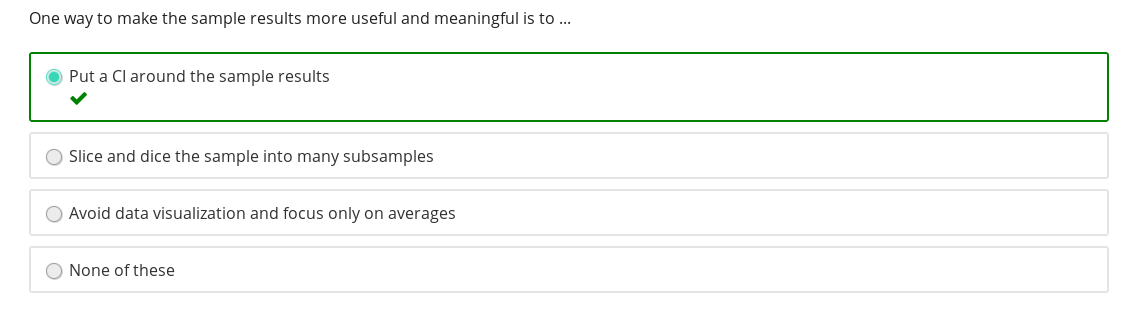 One way to make the sample results more useful and meaningful is to ...
Put a CI around the sample results
Slice and dice the sample into many subsamples
Avoid data visualization and focus only on averages
None of these